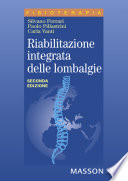 FISIOTERAPIA
Silvano Ferrari
Paolo Pillastrini
Carla Vanti
Riabilitazione
integrata
delle lombalgie
SECONDA
EDIZIONE
MASSON